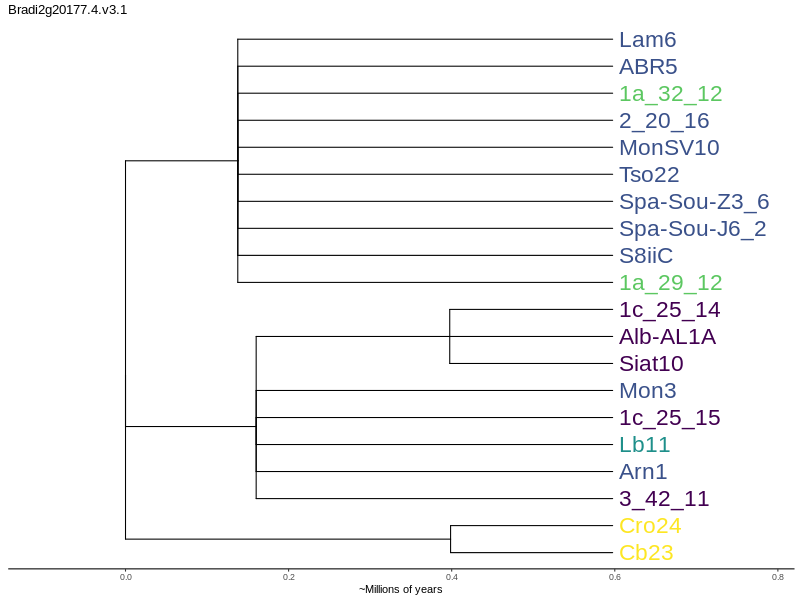 Bradi2g20177.4.v3.1
Lam6
ABR5
1a_32_12
2_20_16
MonSV10
Tso22
Spa-Sou-Z3_6
Spa-Sou-J6_2
S8iiC
1a_29_12
1c_25_14
Alb-AL1A
Siat10
Mon3
1c_25_15
Lb11
Arn1
3_42_11
Cro24
Cb23
0.0 0.2 0.4 0.6 0.8
~Millions of years